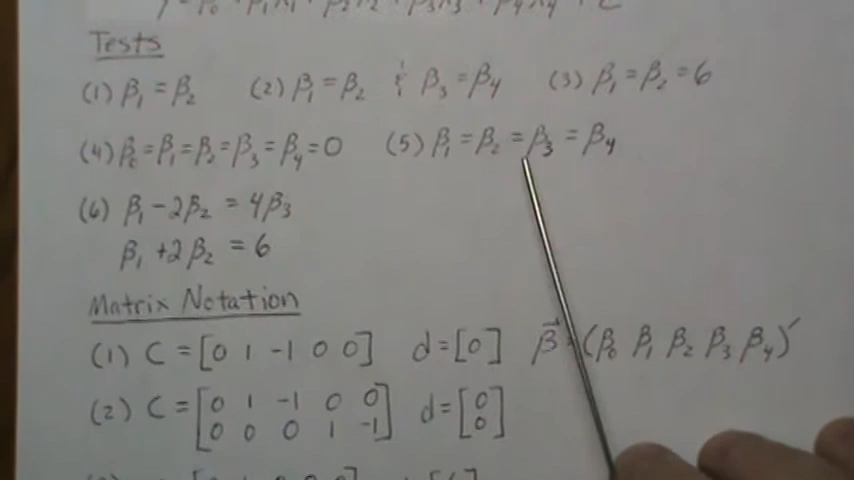 Tests
(1) β₁ = β₂ (2) β₁ = β₂ & β₃ = β₄ (3) β₁ = β₂ = 6
(4) β₀ = β₁ = β₂ = β₃ = β₄ = 0 (5) β₁ = β₂ = β₃ = β₄
(6) β₁ − 2β₂ = 4β₃
β₁ + 2β₂ = 6
Matrix Notation
(1) C = [0 1 −1 0 0] d = [0] β⃗ = (β₀ β₁ β₂ β₃ β₄)′
(2) C = [0 1 −1 0 0
0 0 0 1 −1] d = [0
0]